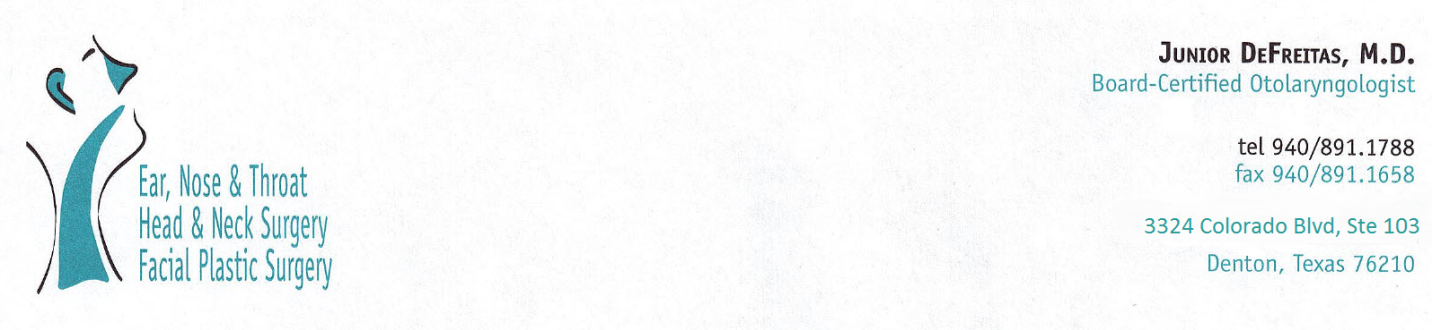 Junior DeFreitas, M.D.
Board-Certified Otolaryngologist
tel 940/891.1788
fax 940/891.1658
3324 Colorado Blvd, Ste 103
Denton, Texas 76210
Ear, Nose & Throat
Head & Neck Surgery
Facial Plastic Surgery